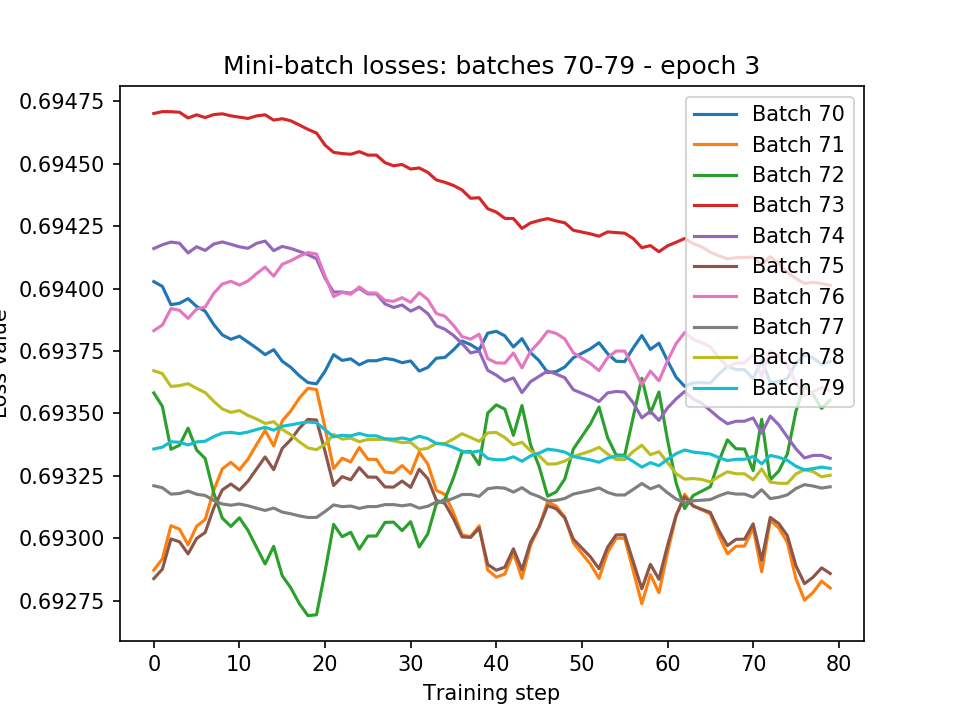 Mini-batch losses: batches 70-79 - epoch 3
0.69475
0.69450
0.69425
0.69400
0.69375
0.69350
0.69325
0.69300
0.69275
Loss value
Batch 70
Batch 71
Batch 72
Batch 73
Batch 74
Batch 75
Batch 76
Batch 77
Batch 78
Batch 79
0 10 20 30 40 50 60 70 80
Training step